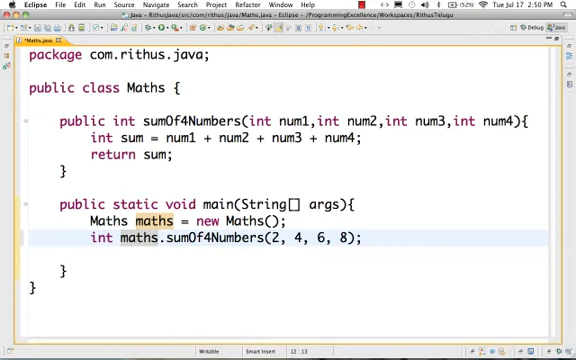 Eclipse File Edit Run Source Navigate Search Project Refactor Window Help Tue Jul 17 2:50 PM
Java - RithusJava/src/com/rithus/java/Maths.java - Eclipse - /ProgrammingExcellence/Workspaces/RithusTelugu
Debug Java
*Maths.java
package com.rithus.java;
public class Maths {
public int sumOf4Numbers(int num1,int num2,int num3,int num4){
int sum = num1 + num2 + num3 + num4;
return sum;
}
public static void main(String[] args){
Maths maths = new Maths();
int maths.sumOf4Numbers(2, 4, 6, 8);
}
}
Writable Smart Insert 12 : 13